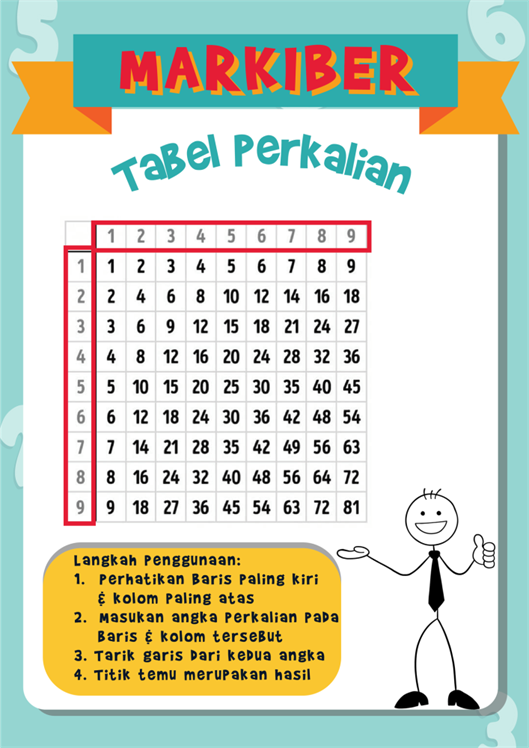 MARKIBER
Tabel Perkalian
1 2 3 4 5 6 7 8 9
1 1 2 3 4 5 6 7 8 9
2 2 4 6 8 10 12 14 16 18
3 3 6 9 12 15 18 21 24 27
4 4 8 12 16 20 24 28 32 36
5 5 10 15 20 25 30 35 40 45
6 6 12 18 24 30 36 42 48 54
7 7 14 21 28 35 42 49 56 63
8 8 16 24 32 40 48 56 64 72
9 9 18 27 36 45 54 63 72 81
Langkah Penggunaan:
1. Perhatikan Baris Paling kiri
& kolom Paling atas
2. Masukan angka Perkalian Pada
Baris & kolom tersebut
3. Tarik garis Dari kedua angka
4. Titik temu merupakan hasil